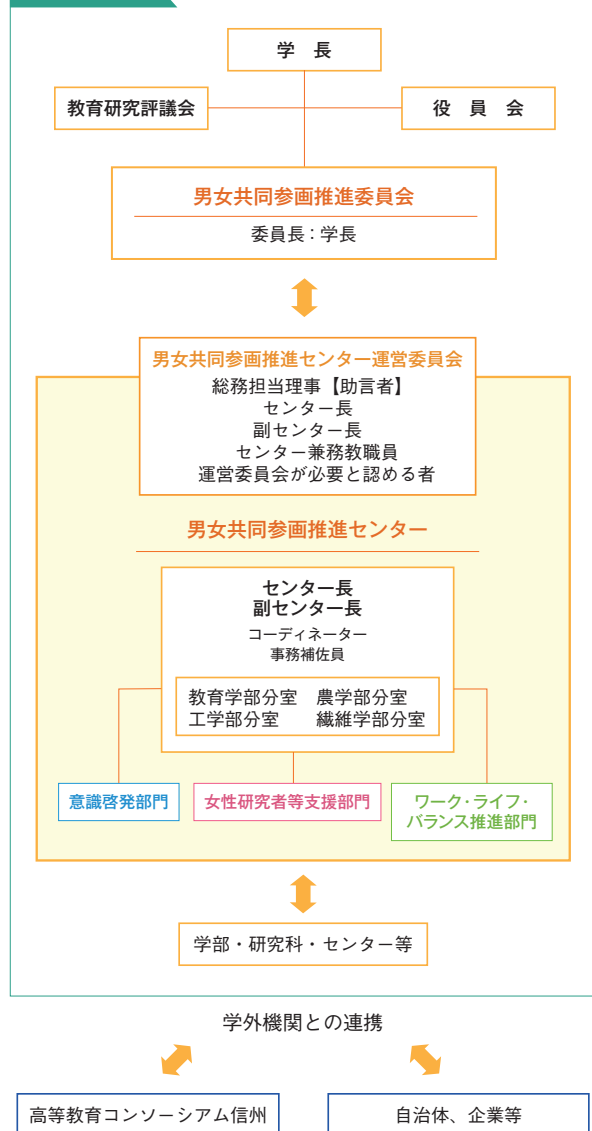 学　長
教育研究評議会
役　員　会
男女共同参画推進委員会
委員長：学長
男女共同参画推進センター運営委員会
総務担当理事【助言者】
センター長
副センター長
センター兼務教職員
運営委員会が必要と認める者
男女共同参画推進センター
センター長
副センター長
コーディネーター
事務補佐員
教育学部分室　農学部分室
工学部分室　繊維学部分室
意識啓発部門
女性研究者等支援部門
ワーク・ライフ・
バランス推進部門
学部・研究科・センター等
学外機関との連携
高等教育コンソーシアム信州
自治体、企業等